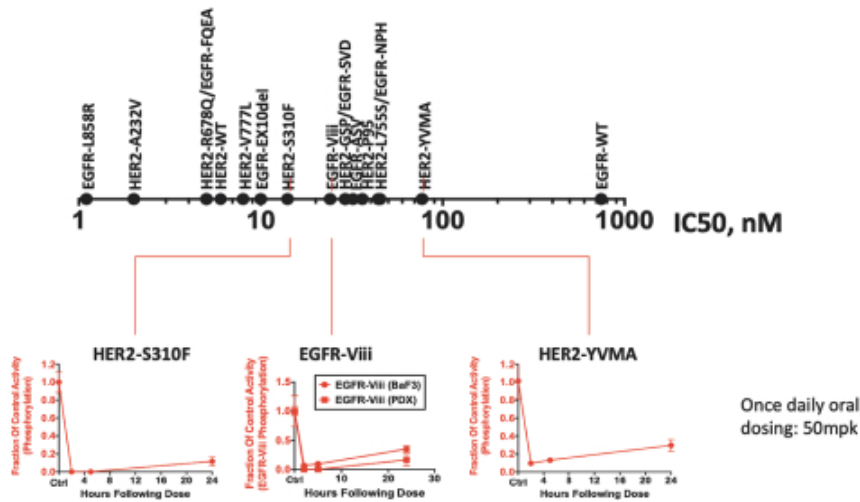 EGFR-L858R
HER2-A232V
HER2-R678Q/EGFR-FQEA
HER2-WT
HER2-V777L
EGFR-EX10del
HER2-S310F
EGFR-Viii
HER2-GSP/EGFR-SVD
EGFR-ASV
HER2-P95
HER2-L755S/EGFR-NPH
HER2-YVMA
EGFR-WT
1 10 100 1000 IC50, nM
HER2-S310F
Fraction Of Control Activity
(Phosphorylation)
1.2
1.0
0.8
0.6
0.4
0.2
0.0
Ctrl 4 8 12 16 20 24
Hours Following Dose
EGFR-Viii
Fraction Of Control Activity
(EGFR-Viii Phosphorylation)
1.5
1.0
0.5
0.0
EGFR-Viii (BaF3)
EGFR-Viii (PDX)
Ctrl 10 20 30
Hours Following Dose
HER2-YVMA
Fraction Of Control Activity
(Phosphorylation)
1.2
1.0
0.8
0.6
0.4
0.2
0.0
Ctrl 4 8 12 16 20 24
Hours Following Dose
Once daily oral
dosing: 50mpk